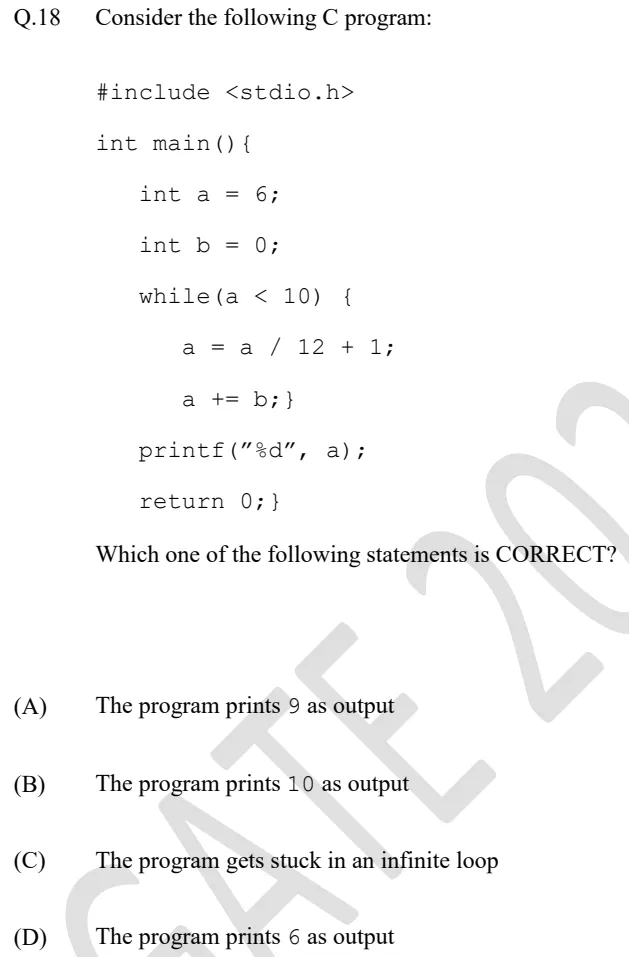 Q.18 Consider the following C program:
#include <stdio.h>
int main(){
int a = 6;
int b = 0;
while(a < 10) {
a = a / 12 + 1;
a += b;}
printf(”%d”, a);
return 0;}
Which one of the following statements is CORRECT?
(A) The program prints 9 as output
(B) The program prints 10 as output
(C) The program gets stuck in an infinite loop
(D) The program prints 6 as output
GATE 202